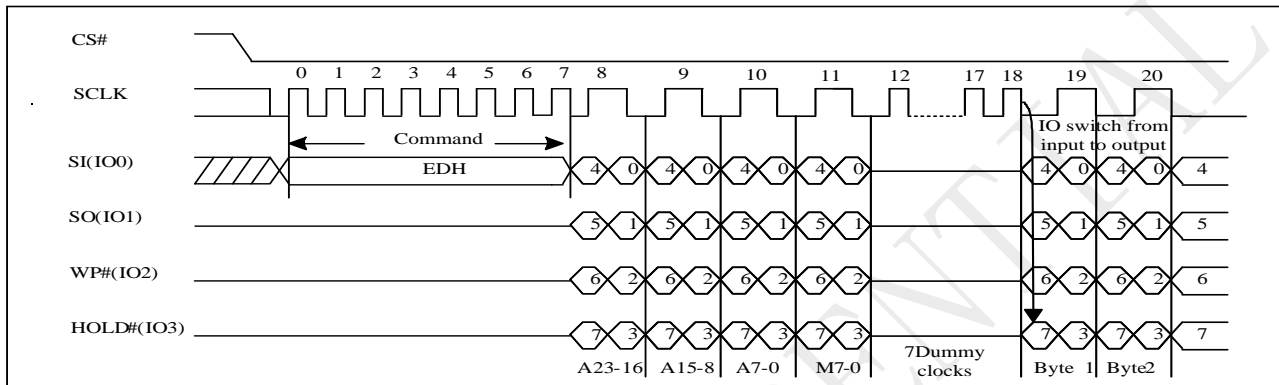 CS#
0 1 2 3 4 5 6 7 8 9 10 11 12 17 18 19 20
SCLK
Command
IO switch from
input to output
SI(IO0) EDH 4 0 4 0 4 0 4 0 4 0 4 0 4
SO(IO1) 5 1 5 1 5 1 5 1 5 1 5 1 5
WP#(IO2) 6 2 6 2 6 2 6 2 6 2 6 2 6
HOLD#(IO3) 7 3 7 3 7 3 7 3 7 3 7 3 7
A23-16 A15-8 A7-0 M7-0 7Dummy
clocks Byte 1 Byte2